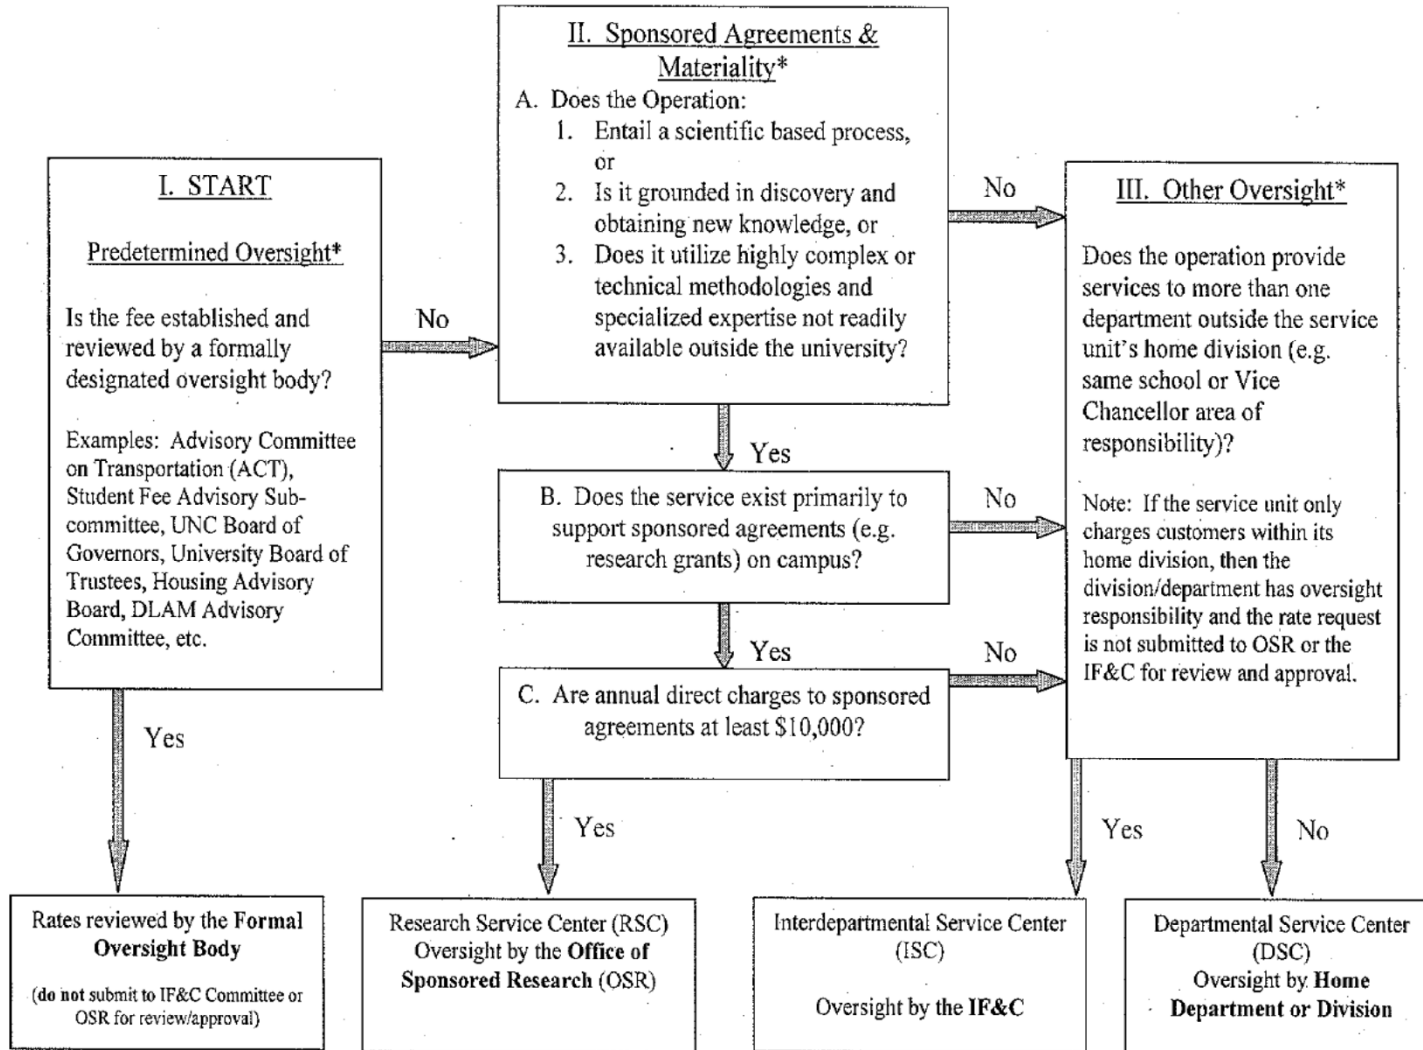 I. START
Predetermined Oversight*
Is the fee established and
reviewed by a formally
designated oversight body?
Examples: Advisory Committee
on Transportation (ACT),
Student Fee Advisory Sub-
committee, UNC Board of
Governors, University Board of
Trustees, Housing Advisory
Board, DLAM Advisory
Committee, etc.
No
Yes
II. Sponsored Agreements &
Materiality*
A. Does the Operation:
1. Entail a scientific based process,
or
2. Is it grounded in discovery and
obtaining new knowledge, or
3. Does it utilize highly complex or
technical methodologies and
specialized expertise not readily
available outside the university?
No
Yes
B. Does the service exist primarily to
support sponsored agreements (e.g.
research grants) on campus?
No
Yes
C. Are annual direct charges to sponsored
agreements at least $10,000?
No
Yes
III. Other Oversight*
Does the operation provide
services to more than one
department outside the service
unit's home division (e.g.
same school or Vice
Chancellor area of
responsibility)?
Note: If the service unit only
charges customers within its
home division, then the
division/department has oversight
responsibility and the rate request
is not submitted to OSR or the
IF&C for review and approval.
Yes
No
Rates reviewed by the Formal
Oversight Body
(do not submit to IF&C Committee or
OSR for review/approval)
Research Service Center (RSC)
Oversight by the Office of
Sponsored Research (OSR)
Interdepartmental Service Center
(ISC)
Oversight by the IF&C
Departmental Service Center
(DSC)
Oversight by Home
Department or Division